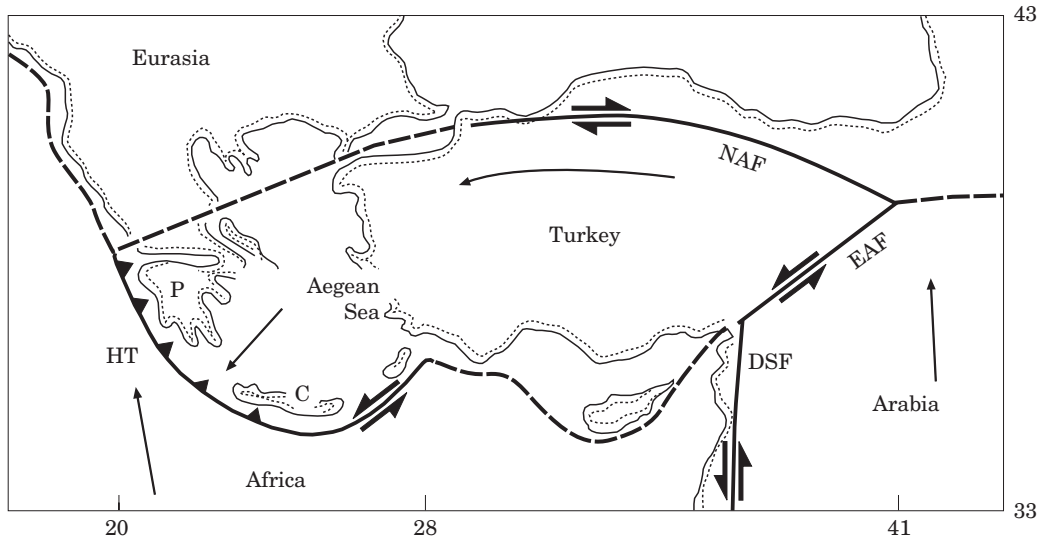 43
Eurasia
NAF
Turkey
EAF
P
Aegean
Sea
HT
DSF
C
Arabia
Africa
33
20
28
41